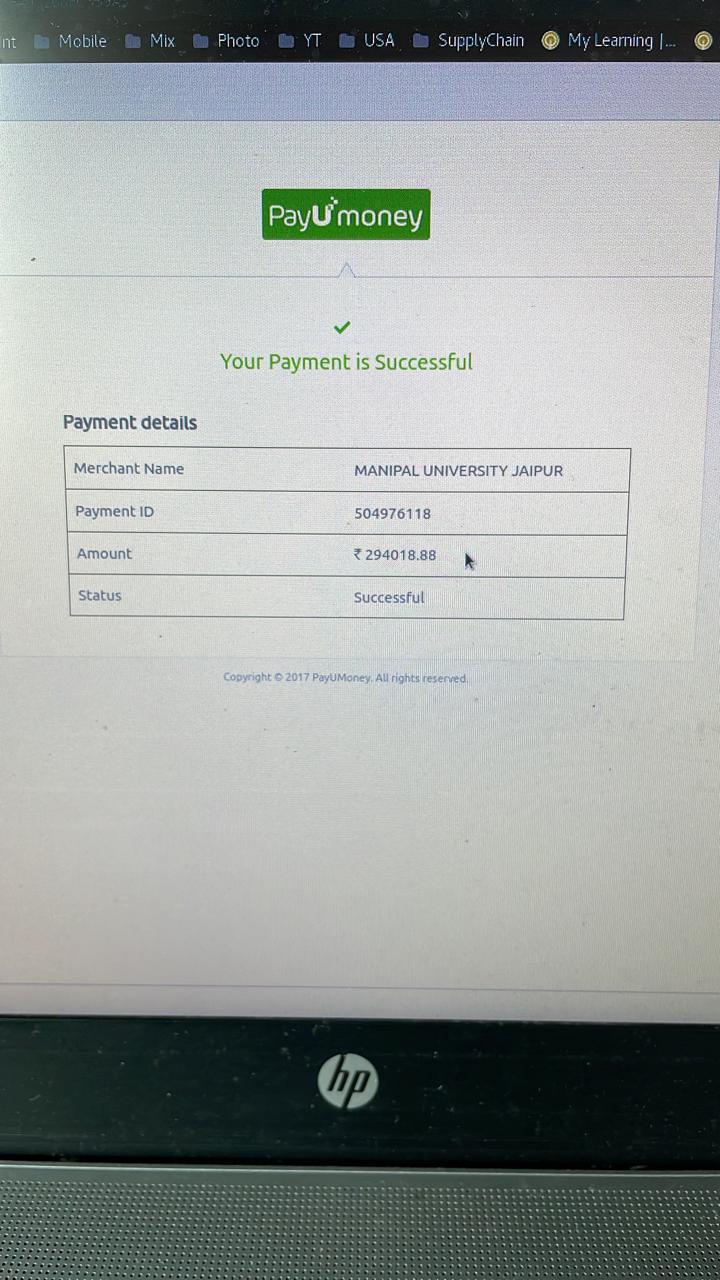 nt Mobile Mix Photo YT USA SupplyChain My Learning |...
PayUmoney
Your Payment is Successful
Payment details
Merchant Name MANIPAL UNIVERSITY JAIPUR
Payment ID 504976118
Amount ₹ 294018.88
Status Successful
Copyright © 2017 PayUMoney. All rights reserved.
hp